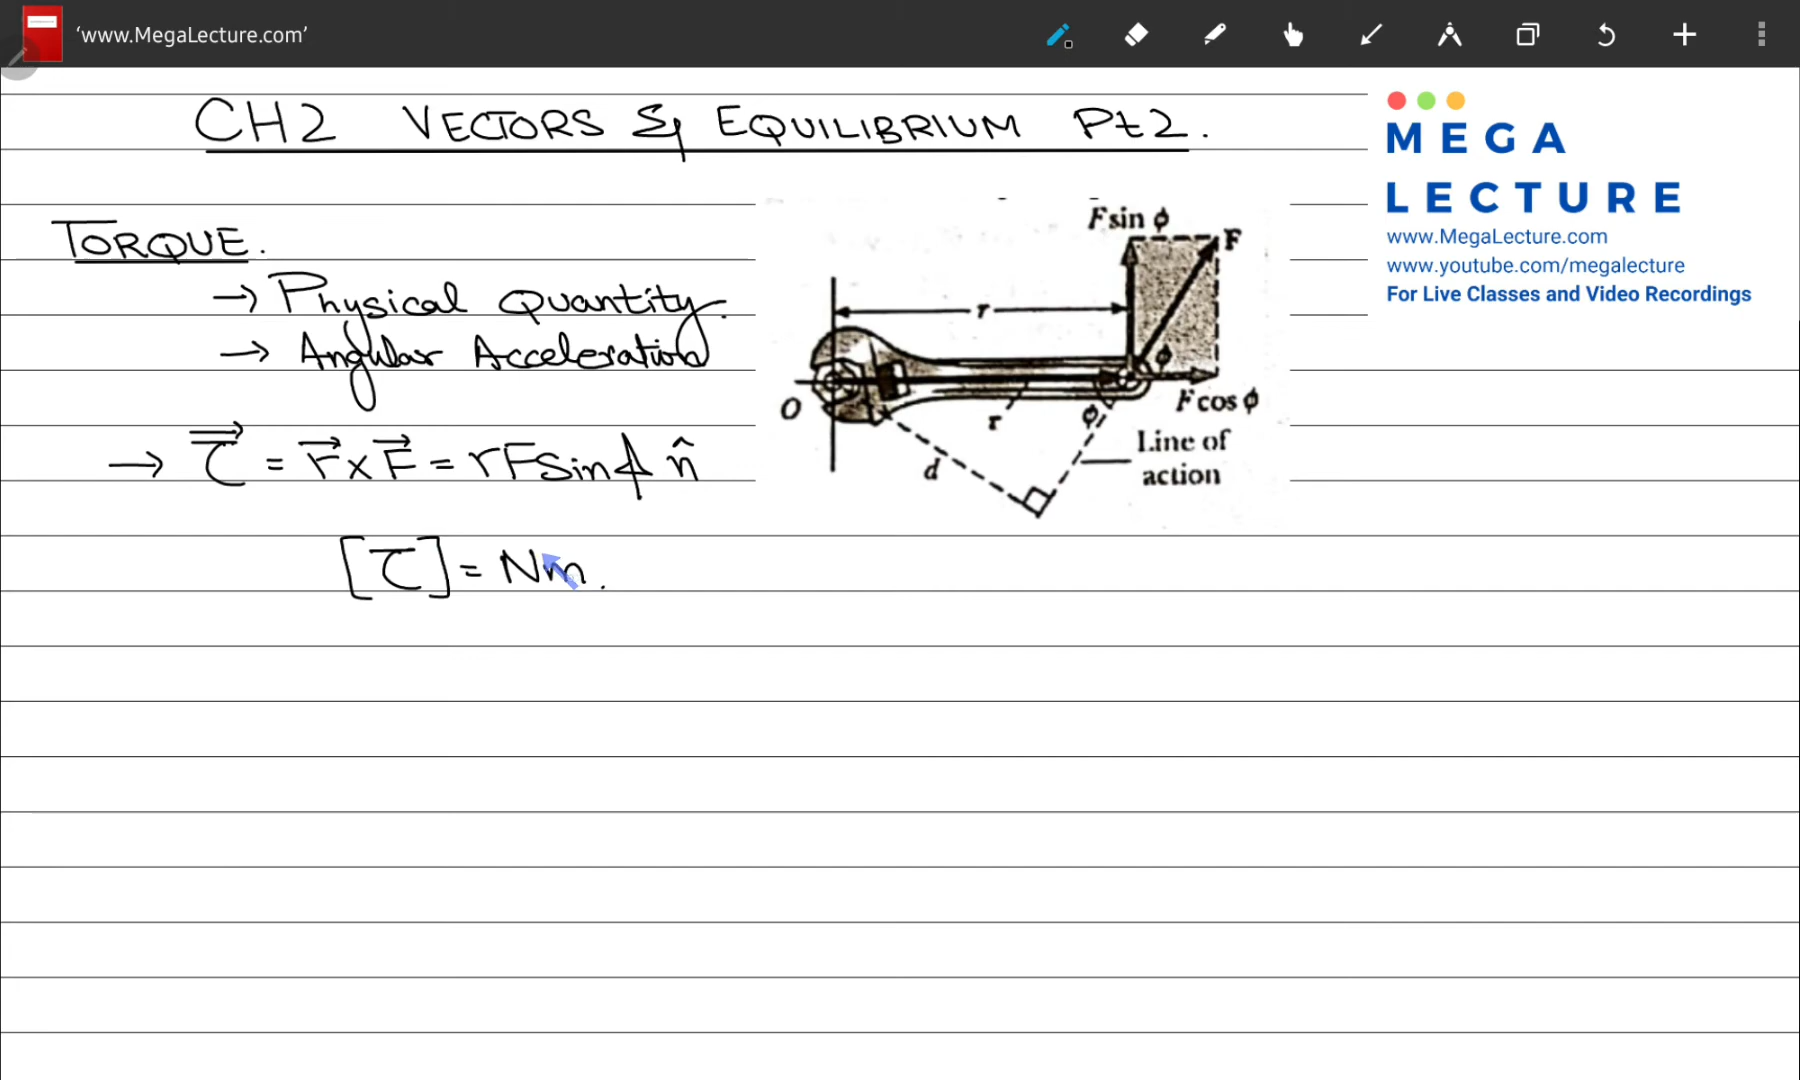 ‘www.MegaLecture.com’
CH2 VECTORS & EQUILIBRIUM Pt2.
MEGA
LECTURE
www.MegaLecture.com
www.youtube.com/megalecture
For Live Classes and Video Recordings
TORQUE.
→ Physical Quantity.
→ Angular Acceleration
→ τ⃗ = r⃗ × F⃗ = rFsinϕ n̂
[τ] = Nm.
F sin ϕ
F
r
ϕ
O
F cos ϕ
r
ϕ
Line of
action
d